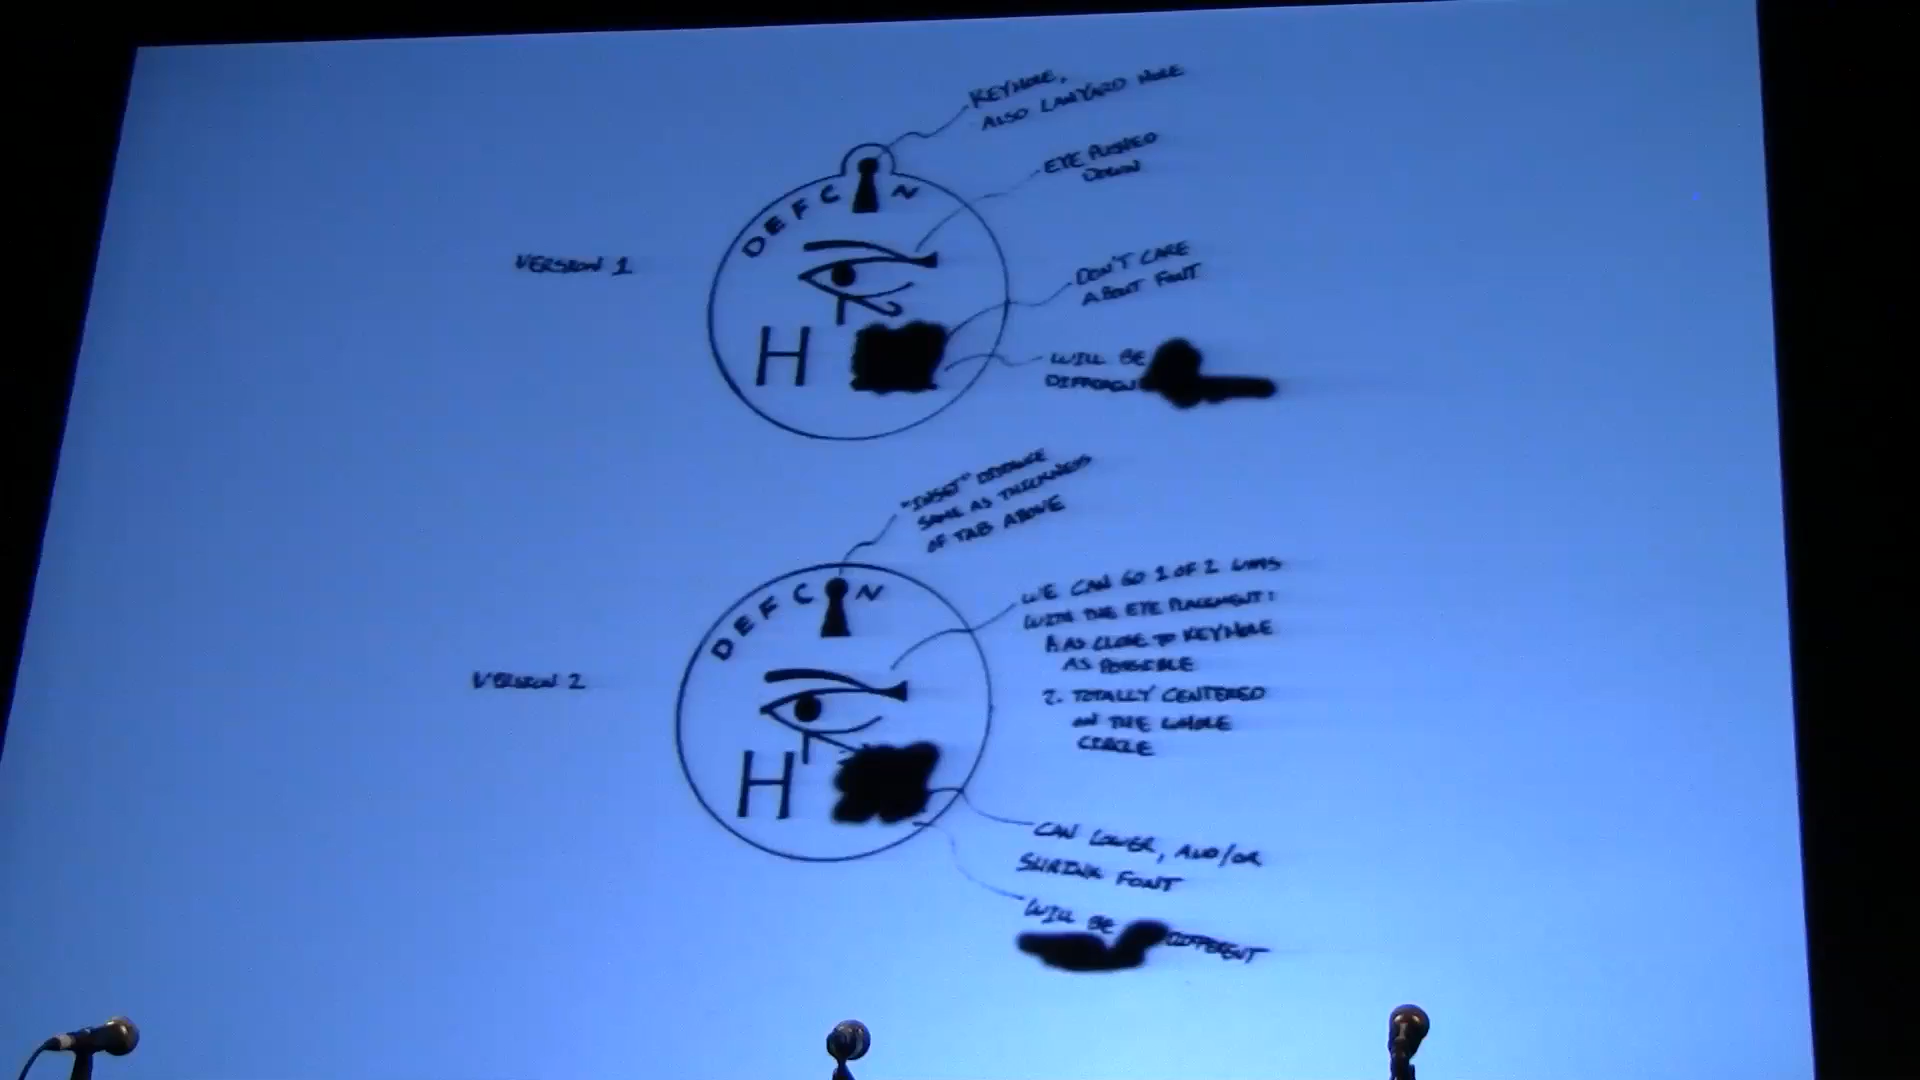 KEYHOLE,
ALSO LANYARD HOLE
EYE PUSHED
DOWN
DEFC N
VERSION 1
DON'T CARE
ABOUT FONT
H
WILL BE
DIFFEREN
"INSET" DISTANCE
SAME AS THICKNESS
OF TAB ABOVE
DEFC N
WE CAN GO 1 OF 2 WAYS
WITH THE EYE PLACEMENT:
1. AS CLOSE TO KEYHOLE
AS POSSIBLE
VERSION 2
2. TOTALLY CENTERED
ON THE WHOLE
CIRCLE
H
CAN LOWER, AND/OR
SHRINK FONT
WILL BE
DIFFERENT